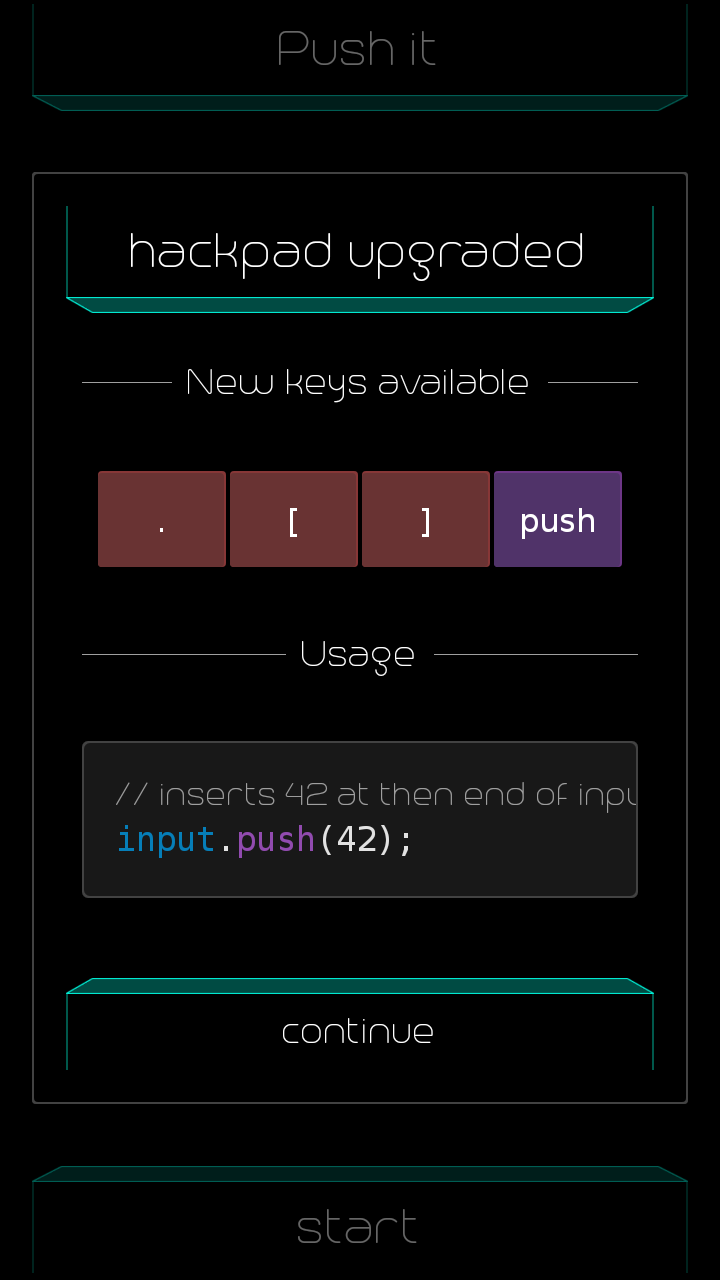 Push it
hackpad upgraded
New keys available
. [ ] push
Usage
// inserts 42 at then end of inpu
input.push(42);
continue
start